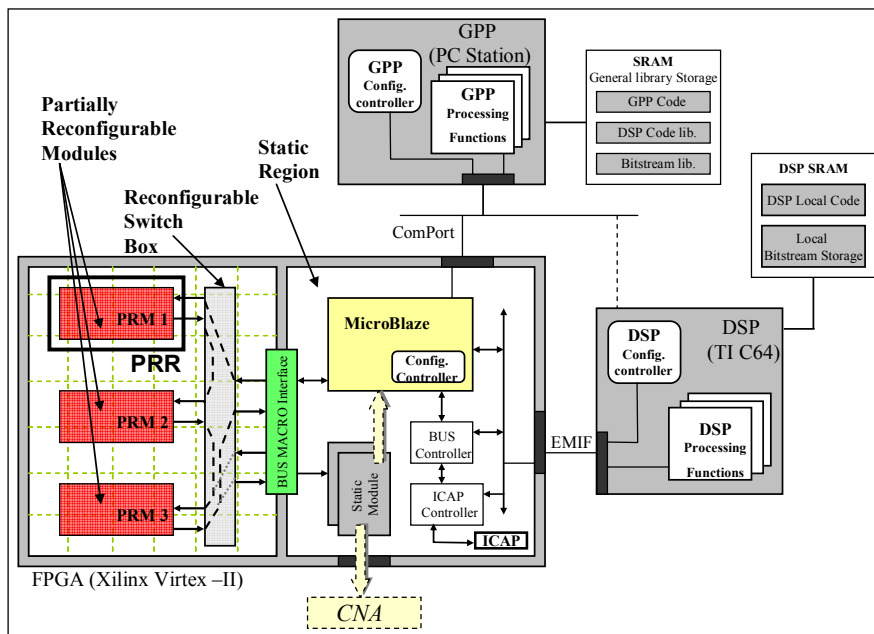 GPP
(PC Station)
GPP
Config.
controller
GPP
Processing
Functions
SRAM
General library Storage
GPP Code
DSP Code lib.
Bitstream lib.
Partially
Reconfigurable
Modules
Static
Region
Reconfigurable
Switch
Box
DSP SRAM
DSP Local Code
Local
Bitstream Storage
ComPort
PRM 1
PRR
PRM 2
PRM 3
BUS MACRO Interface
MicroBlaze
Config.
Controller
BUS
Controller
Static
Module
ICAP
Controller
ICAP
EMIF
DSP
Config.
controller
DSP
(TI C64)
DSP
Processing
Functions
FPGA (Xilinx Virtex –II)
CNA